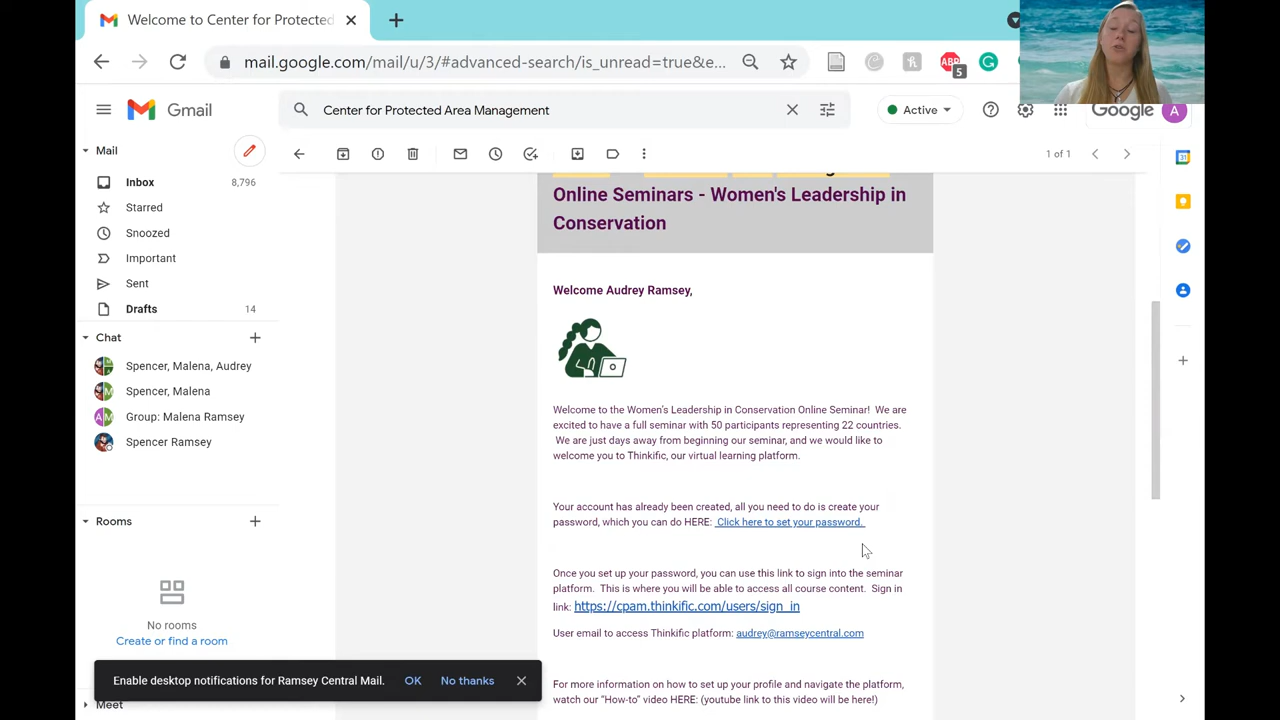 Welcome to Center for Protected
mail.google.com/mail/u/3/#advanced-search/is_unread=true&e...
ABP
5
Gmail
Center for Protected Area Management
Active
Google
A
Mail
1 of 1
Inbox 8,796
Starred
Snoozed
Important
Sent
Drafts 14
Chat
Spencer, Malena, Audrey
Spencer, Malena
Group: Malena Ramsey
Spencer Ramsey
Rooms
No rooms
Create or find a room
Meet
Enable desktop notifications for Ramsey Central Mail. OK No thanks
Online Seminars - Women's Leadership in
Conservation
Welcome Audrey Ramsey,
Welcome to the Women's Leadership in Conservation Online Seminar! We are
excited to have a full seminar with 50 participants representing 22 countries.
We are just days away from beginning our seminar, and we would like to
welcome you to Thinkific, our virtual learning platform.
Your account has already been created, all you need to do is create your
password, which you can do HERE: Click here to set your password.
Once you set up your password, you can use this link to sign into the seminar
platform. This is where you will be able to access all course content. Sign in
link: https://cpam.thinkific.com/users/sign_in
User email to access Thinkific platform: audrey@ramseycentral.com
For more information on how to set up your profile and navigate the platform,
watch our "How-to" video HERE: (youtube link to this video will be here!)